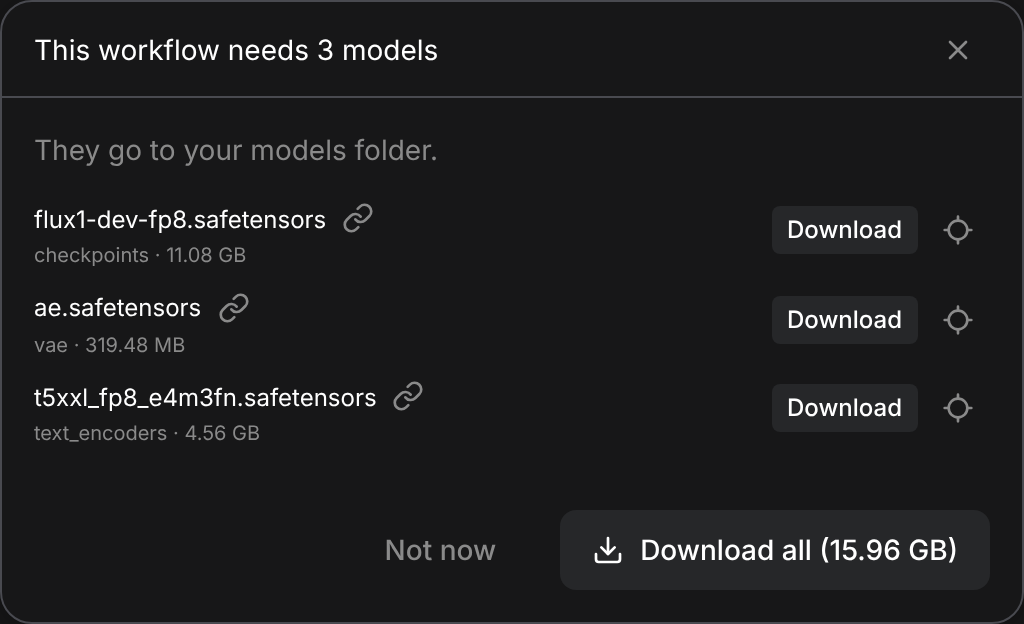 This workflow needs 3 models
They go to your models folder.
flux1-dev-fp8.safetensors
checkpoints · 11.08 GB
Download
ae.safetensors
vae · 319.48 MB
Download
t5xxl_fp8_e4m3fn.safetensors
text_encoders · 4.56 GB
Download
Not now
Download all (15.96 GB)